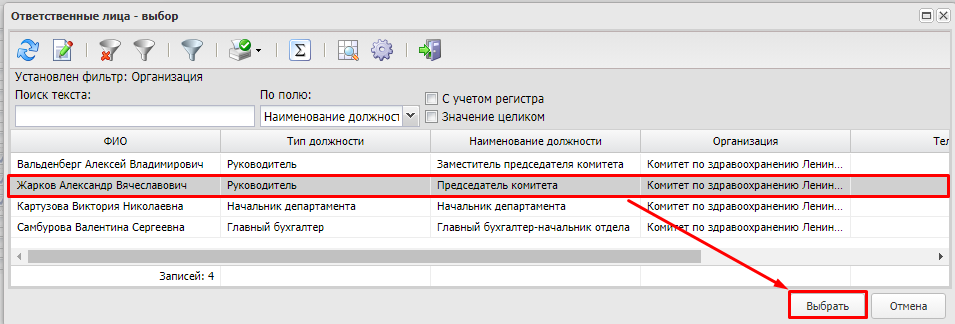 Ответственные лица - выбор
Установлен фильтр: Организация
Поиск текста: По полю: С учетом регистра
Наименование должност Значение целиком
ФИО Тип должности Наименование должности Организация Тел
Вальденберг Алексей Владимирович Руководитель Заместитель председателя комитета Комитет по здравоохранению Ленин...
Жарков Александр Вячеславович Руководитель Председатель комитета Комитет по здравоохранению Ленин...
Картузова Виктория Николаевна Начальник департамента Начальник департамента Комитет по здравоохранению Ленин...
Самбурова Валентина Сергеевна Главный бухгалтер Главный бухгалтер-начальник отдела Комитет по здравоохранению Ленин...
Записей: 4
Выбрать Отмена